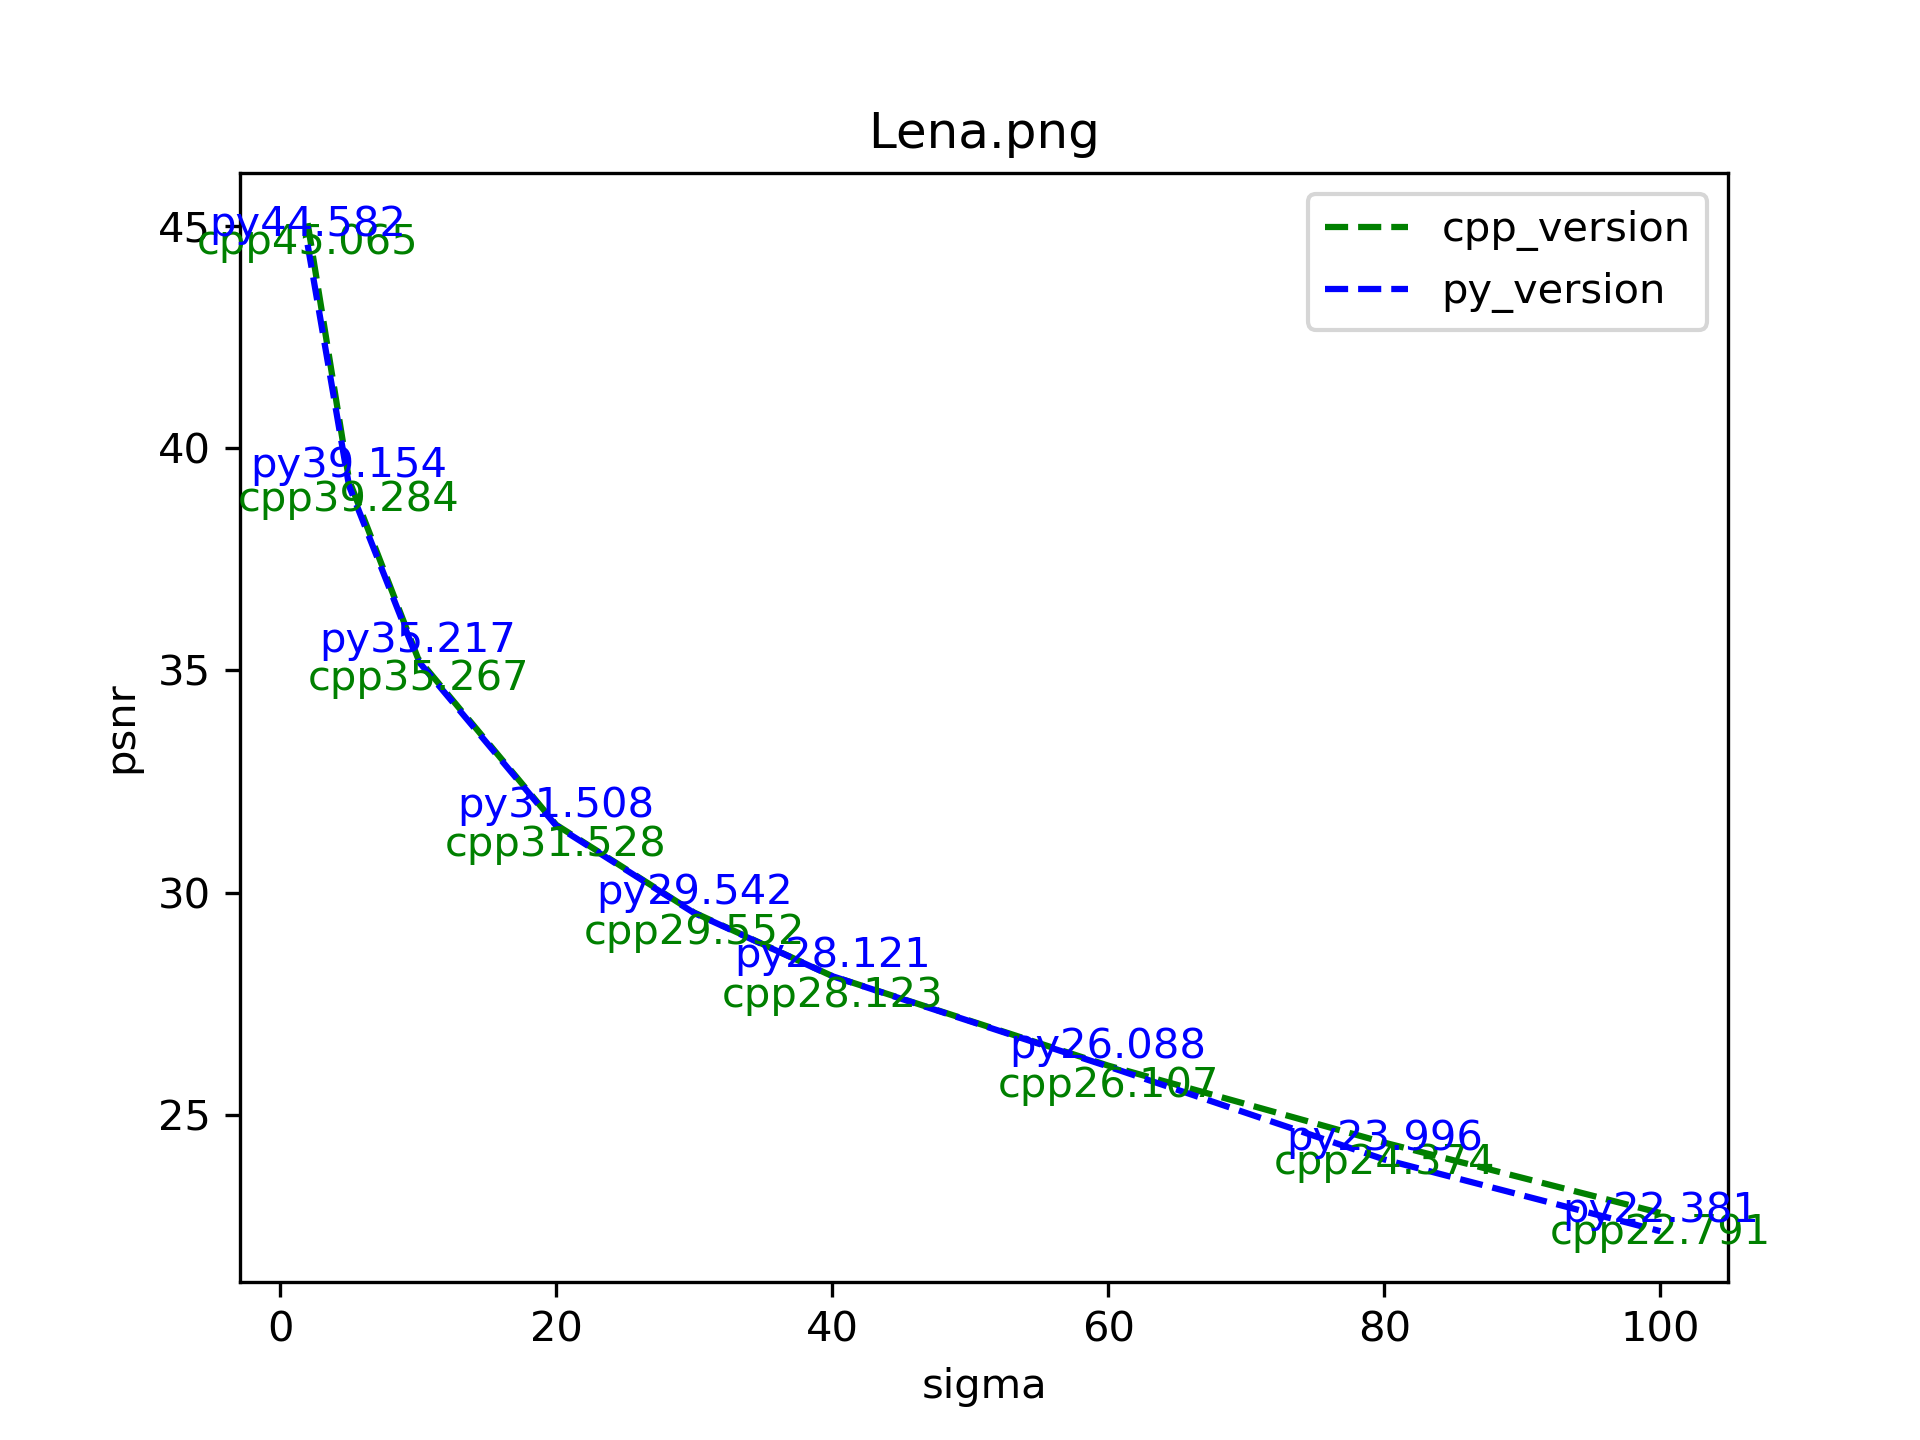 Lena.png
cpp_version
py_version
45
40
35
30
25
psnr
py44.582
cpp45.065
py39.154
cpp39.284
py35.217
cpp35.267
py31.508
cpp31.528
py29.542
cpp29.552
py28.121
cpp28.123
py26.088
cpp26.107
py23.996
cpp24.374
py22.381
cpp22.791
0 20 40 60 80 100
sigma